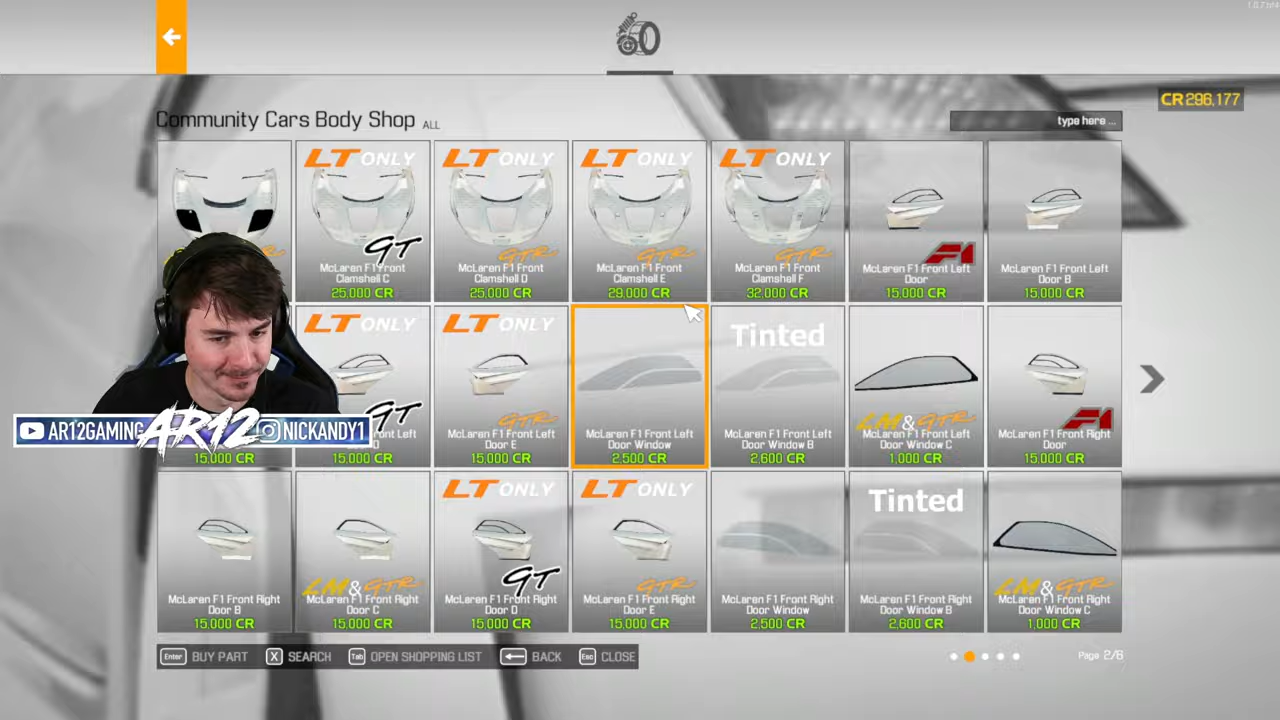 CR 296,177
Community Cars Body Shop ALL
type here ...
LT ONLY
LT ONLY
LT ONLY
LT ONLY
GT
McLaren F1 Front
Clamshell C
25,000 CR
GTR
McLaren F1 Front
Clamshell D
25,000 CR
GTR
McLaren F1 Front
Clamshell E
29,000 CR
GTR
McLaren F1 Front
Clamshell F
32,000 CR
F1
McLaren F1 Front Left
Door
15,000 CR
McLaren F1 Front Left
Door B
15,000 CR
LT ONLY
LT ONLY
Tinted
15,000 CR
GT
ront Left
15,000 CR
GTR
McLaren F1 Front Left
Door E
15,000 CR
McLaren F1 Front Left
Door Window
2,500 CR
McLaren F1 Front Left
Door Window B
2,600 CR
LM & GTR
McLaren F1 Front Left
Door Window C
1,000 CR
F1
McLaren F1 Front Right
Door
15,000 CR
AR12GAMING AR12 NICKANDY1
LT ONLY
LT ONLY
Tinted
McLaren F1 Front Right
Door B
15,000 CR
LM & GTR
McLaren F1 Front Right
Door C
15,000 CR
GT
McLaren F1 Front Right
Door D
15,000 CR
GTR
McLaren F1 Front Right
Door E
15,000 CR
McLaren F1 Front Right
Door Window
2,500 CR
McLaren F1 Front Right
Door Window B
2,600 CR
LM & GTR
McLaren F1 Front Right
Door Window C
1,000 CR
Enter BUY PART X SEARCH Tab OPEN SHOPPING LIST BACK Esc CLOSE
Page 2/6